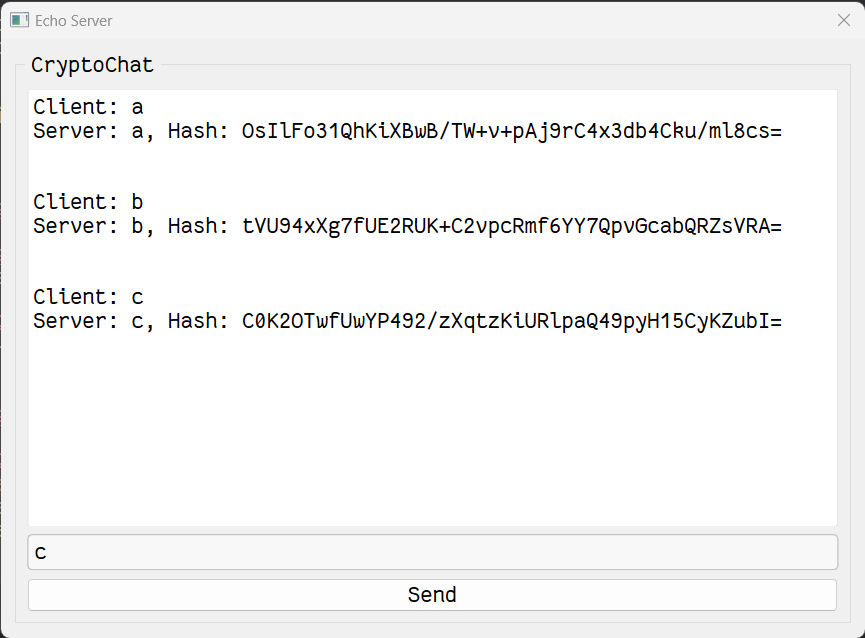 Echo Server
CryptoChat
Client: a
Server: a, Hash: OsIlFo31QhKiXBwB/TW+v+pAj9rC4x3db4Cku/ml8cs=
Client: b
Server: b, Hash: tVU94xXg7fUE2RUK+C2vpcRmf6YY7QpvGcabQRZsVRA=
Client: c
Server: c, Hash: C0K2OTwfUwYP492/zXqtzKiURlpaQ49pyH15CyKZubI=
c
Send